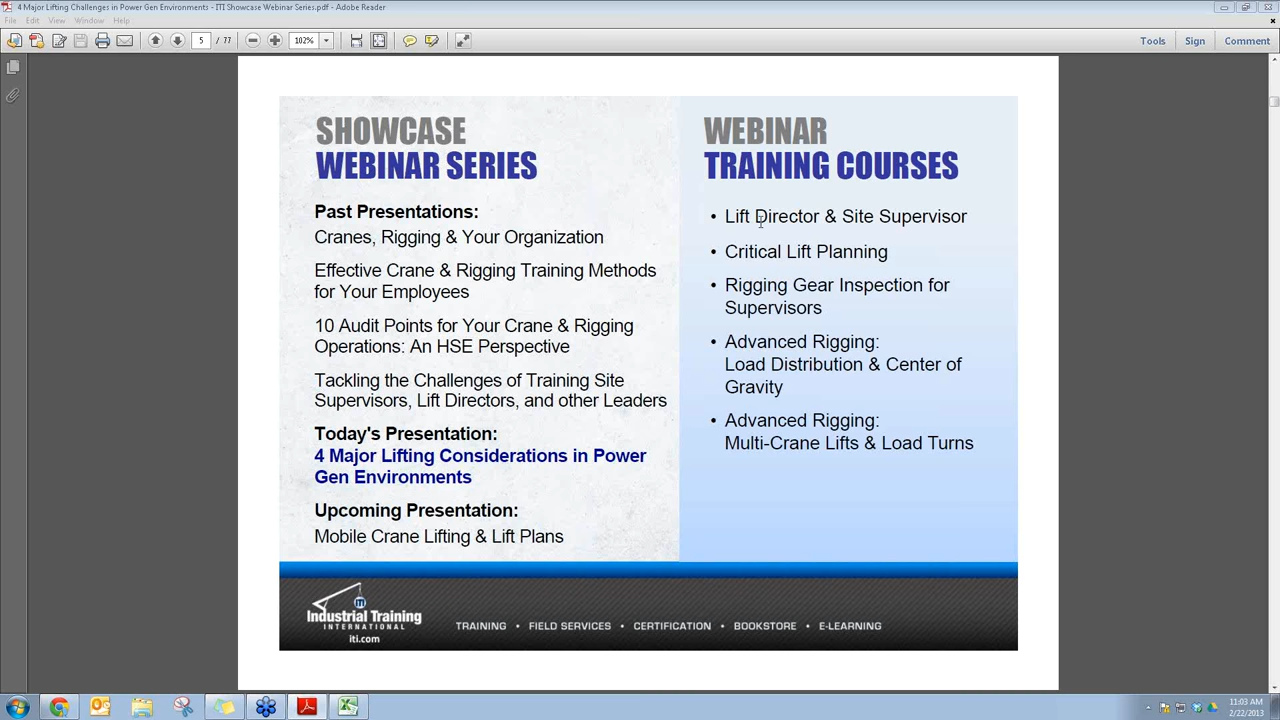 4 Major Lifting Challenges in Power Gen Environments - ITI Showcase Webinar Series.pdf - Adobe Reader
File Edit View Window Help
5 / 77 102% Tools Sign Comment
SHOWCASE
WEBINAR SERIES
Past Presentations:
Cranes, Rigging & Your Organization
Effective Crane & Rigging Training Methods
for Your Employees
10 Audit Points for Your Crane & Rigging
Operations: An HSE Perspective
Tackling the Challenges of Training Site
Supervisors, Lift Directors, and other Leaders
Today's Presentation:
4 Major Lifting Considerations in Power
Gen Environments
Upcoming Presentation:
Mobile Crane Lifting & Lift Plans
WEBINAR
TRAINING COURSES
• Lift Director & Site Supervisor
• Critical Lift Planning
• Rigging Gear Inspection for
Supervisors
• Advanced Rigging:
Load Distribution & Center of
Gravity
• Advanced Rigging:
Multi-Crane Lifts & Load Turns
Industrial Training
INTERNATIONAL
iti.com
TRAINING • FIELD SERVICES • CERTIFICATION • BOOKSTORE • E-LEARNING
11:03 AM
2/22/2013